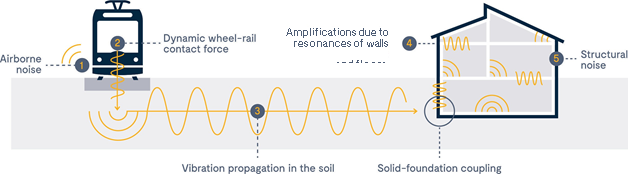 Airborne
noise
1
2
Dynamic wheel-rail
contact force
Amplifications due to
resonances of walls
4
5
Structural
noise
3
Vibration propagation in the soil
Solid-foundation coupling